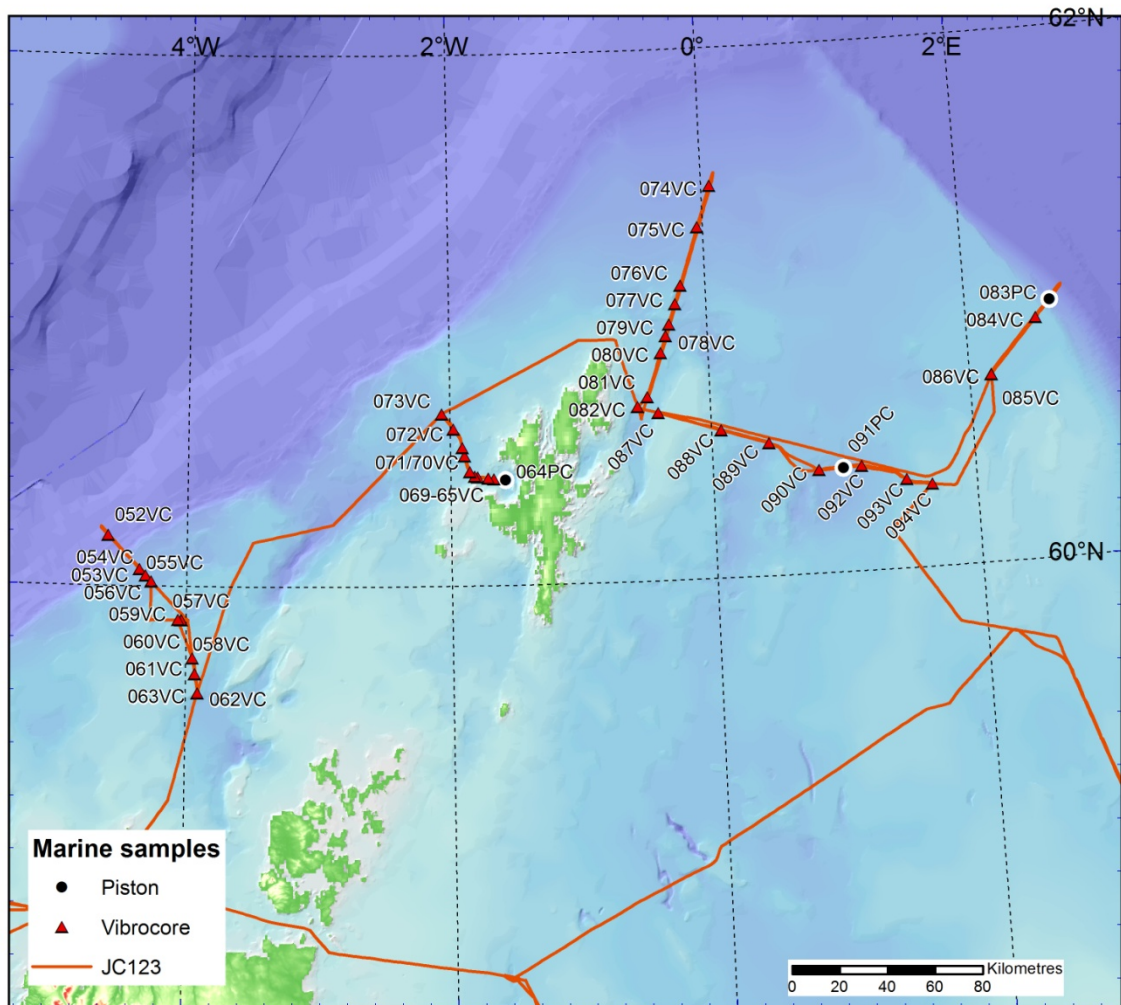 62°N
4°W
2°W
0°
2°E
074VC
075VC
076VC
077VC
079VC
078VC
080VC
081VC
082VC
083PC
084VC
086VC
085VC
087VC
088VC
089VC
090VC
091PC
092VC
093VC
094VC
073VC
072VC
071/70VC
064PC
069-65VC
052VC
054VC
055VC
053VC
056VC
057VC
059VC
060VC
058VC
061VC
063VC
062VC
60°N
Marine samples
Piston
Vibrocore
JC123
Kilometres
0 20 40 60 80